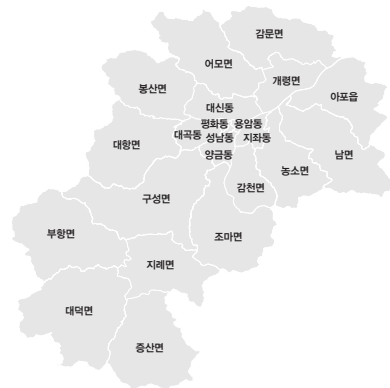 감문면
어모면
개령면
봉산면
아포읍
대신동
평화동 용암동
대곡동 성남동 지좌동
대항면
양금동
남면
농소면
감천면
구성면
부항면
조마면
지례면
대덕면
증산면